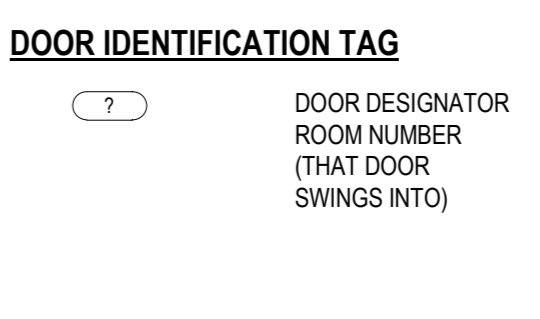 DOOR IDENTIFICATION TAG
?
DOOR DESIGNATOR
ROOM NUMBER
(THAT DOOR
SWINGS INTO)